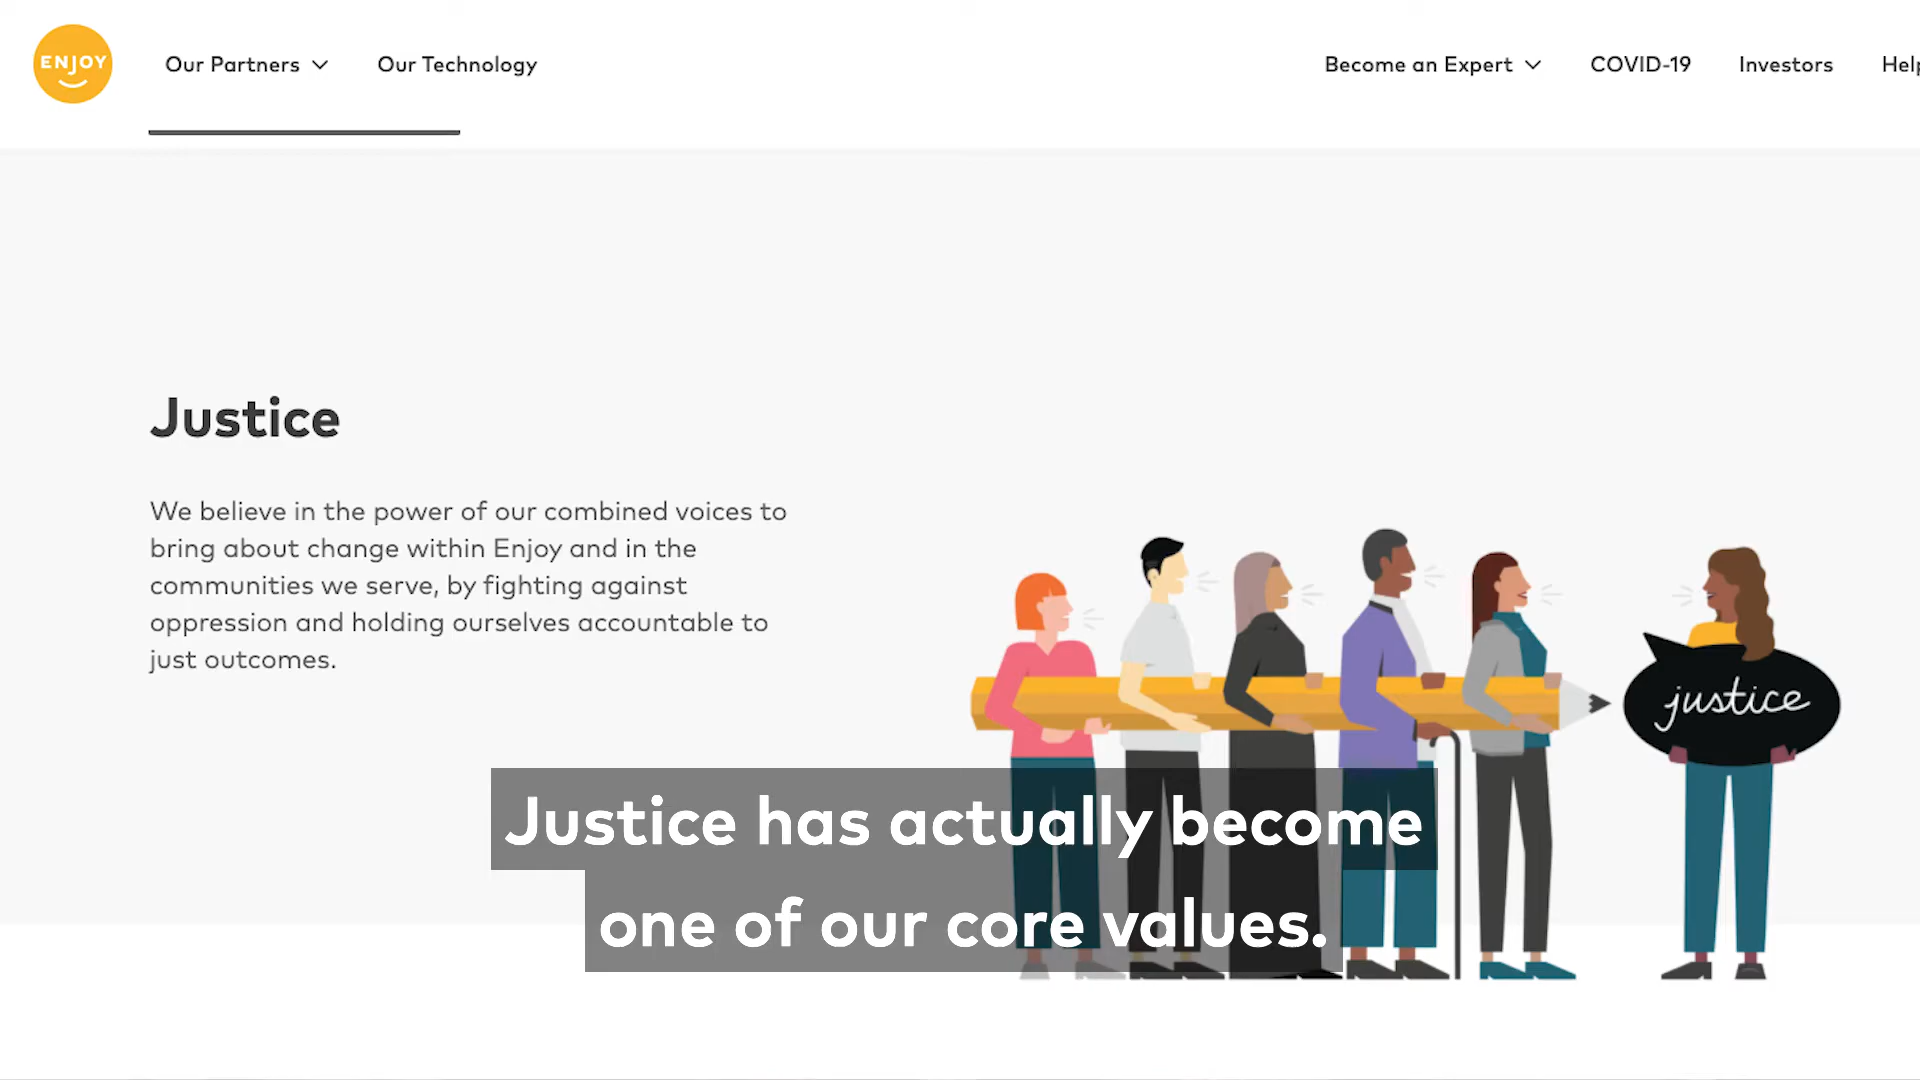 ENJOY
Our Partners
Our Technology
Become an Expert
COVID-19
Investors
Justice
We believe in the power of our combined voices to
bring about change within Enjoy and in the
communities we serve, by fighting against
oppression and holding ourselves accountable to
just outcomes.
justice
Justice has actually become
one of our core values.